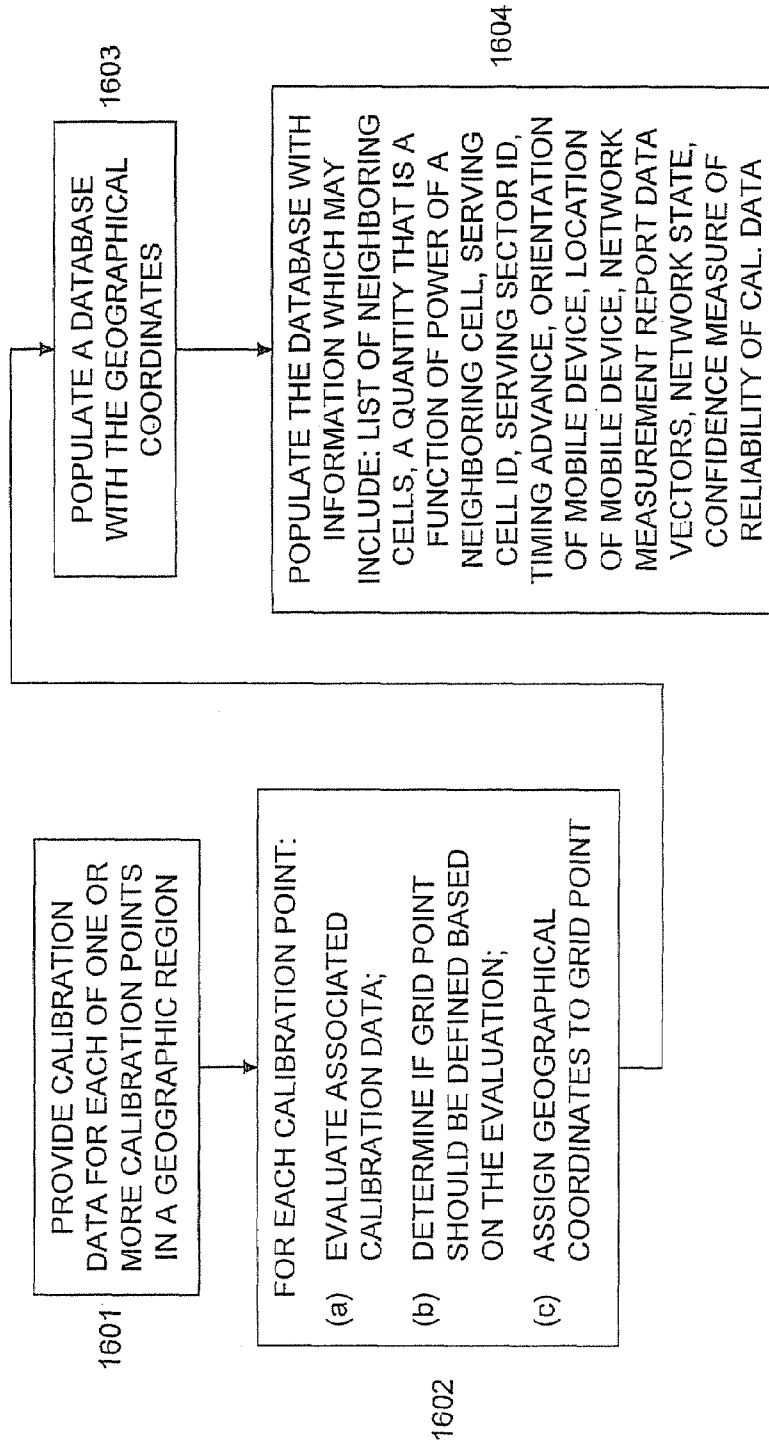 1601
PROVIDE CALIBRATION
DATA FOR EACH OF ONE OR
MORE CALIBRATION POINTS
IN A GEOGRAPHIC REGION
1602
FOR EACH CALIBRATION POINT:
(a) EVALUATE ASSOCIATED
CALIBRATION DATA;
(b) DETERMINE IF GRID POINT
SHOULD BE DEFINED BASED
ON THE EVALUATION;
(c) ASSIGN GEOGRAPHICAL
COORDINATES TO GRID POINT
1603
POPULATE A DATABASE
WITH THE GEOGRAPHICAL
COORDINATES
1604
POPULATE THE DATABASE WITH
INFORMATION WHICH MAY
INCLUDE: LIST OF NEIGHBORING
CELLS, A QUANTITY THAT IS A
FUNCTION OF POWER OF A
NEIGHBORING CELL, SERVING
CELL ID, SERVING SECTOR ID,
TIMING ADVANCE, ORIENTATION
OF MOBILE DEVICE, LOCATION
OF MOBILE DEVICE, NETWORK
MEASUREMENT REPORT DATA
VECTORS, NETWORK STATE,
CONFIDENCE MEASURE OF
RELIABILITY OF CAL. DATA